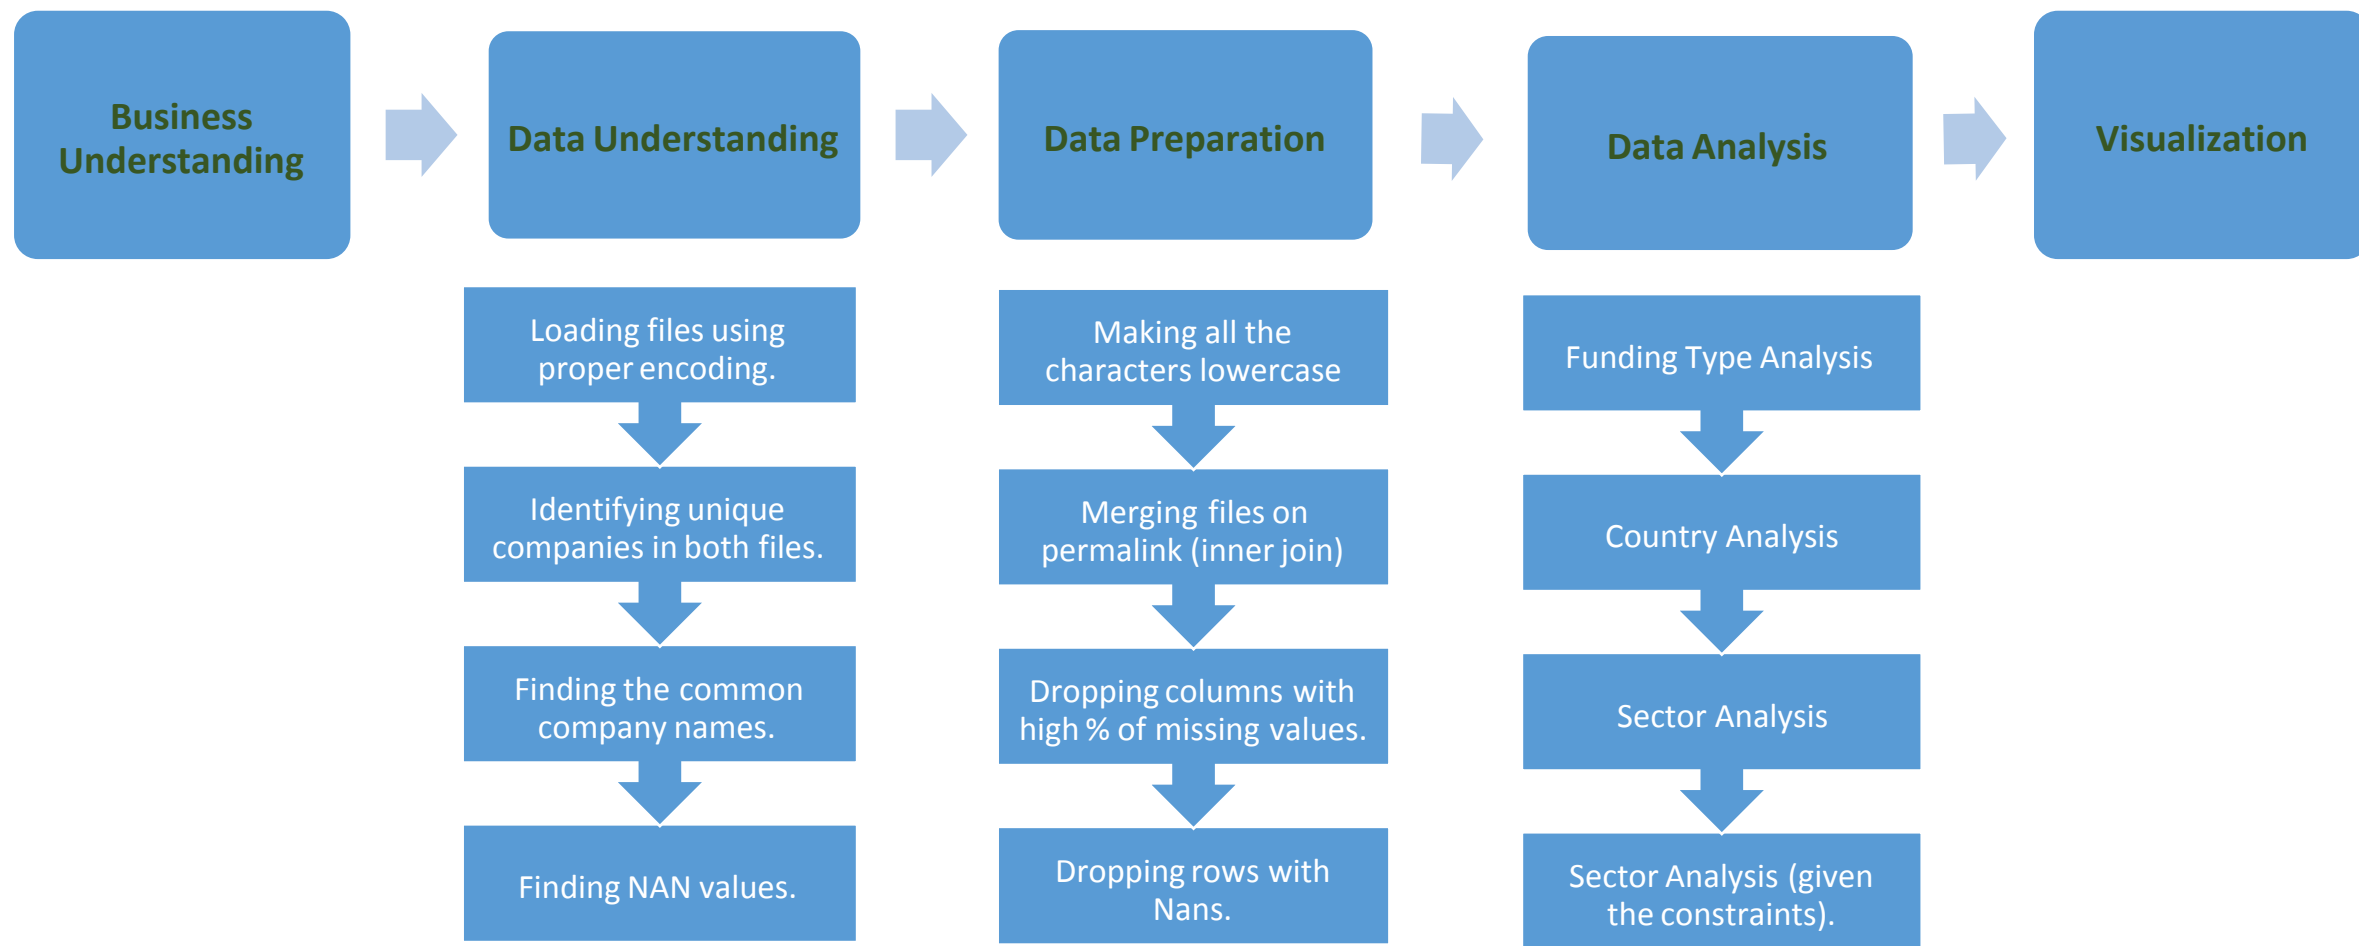 Business
Understanding
Data Understanding
Data Preparation
Data Analysis
Visualization
Loading files using
proper encoding.
Identifying unique
companies in both files.
Finding the common
company names.
Finding NAN values.
Making all the
characters lowercase
Merging files on
permalink (inner join)
Dropping columns with
high % of missing values.
Dropping rows with
Nans.
Funding Type Analysis
Country Analysis
Sector Analysis
Sector Analysis (given
the constraints).